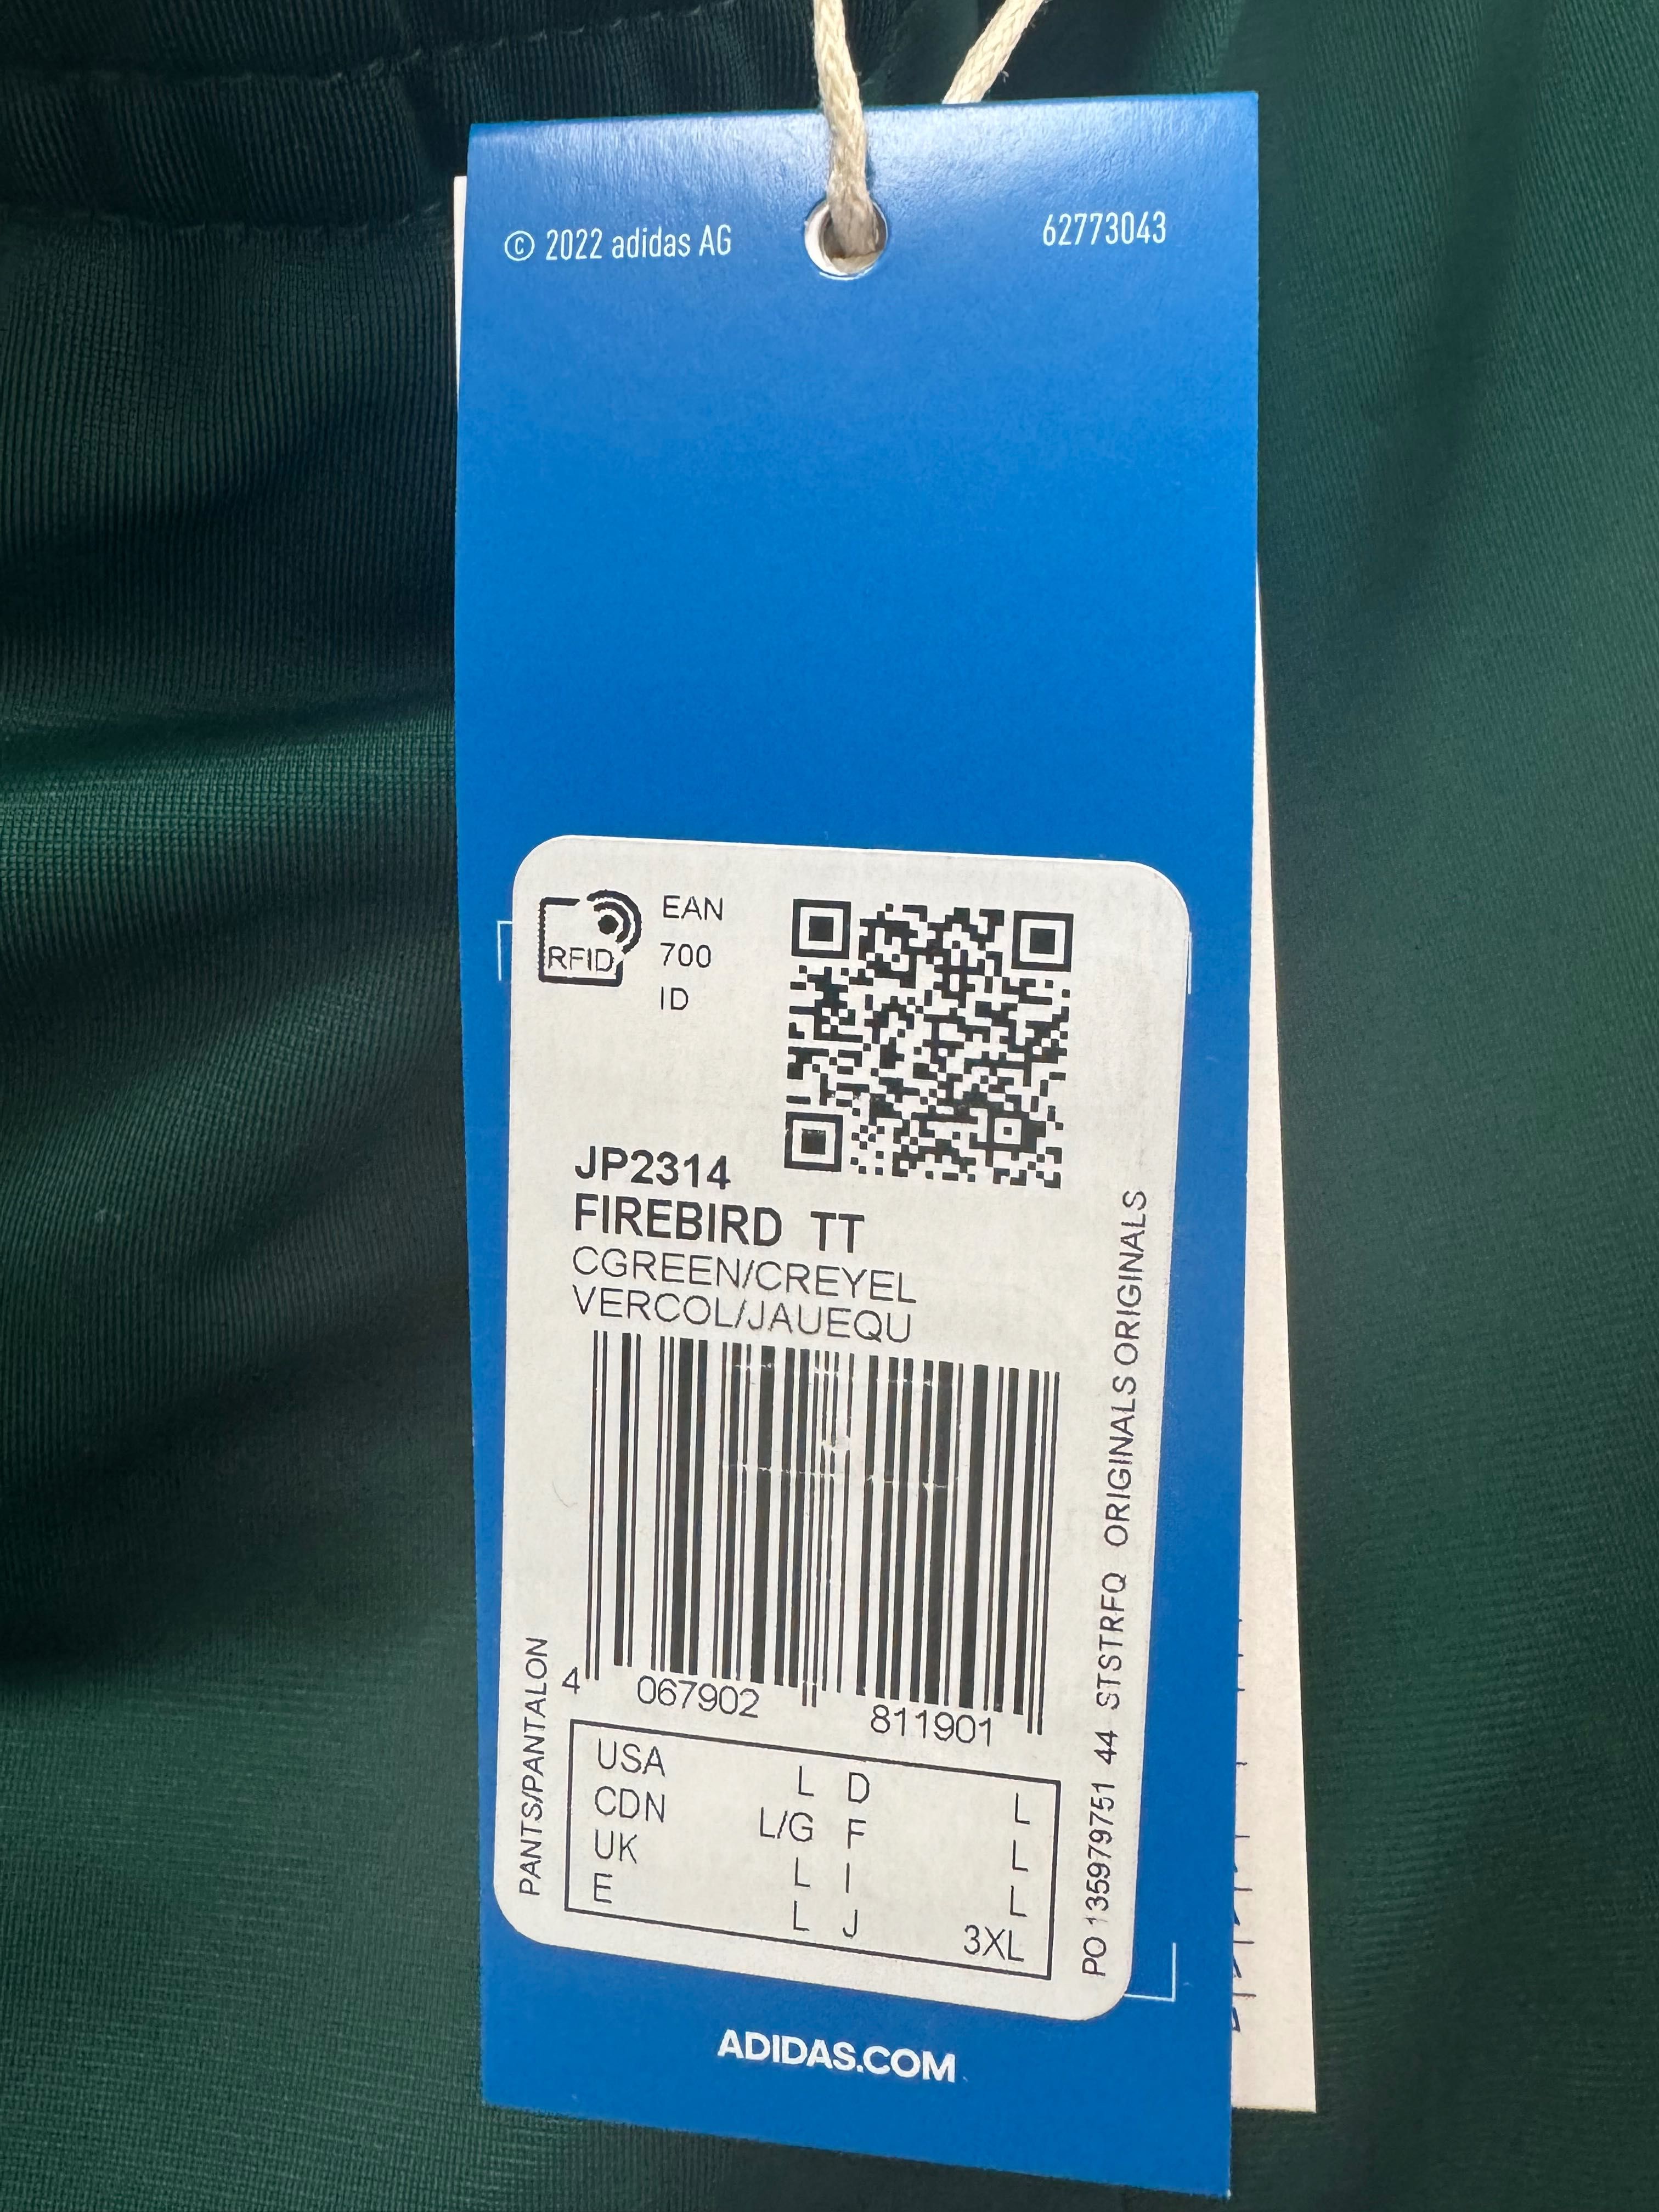 © 2022 adidas AG
62773043
RFID
EAN
700
ID
JP2314
FIREBIRD TT
CGREEN/CREYEL
VERCOL/JAUEQU
4 067902 811901
PANTS/PANTALON
USA L D L
CDN L/G F L
UK L I L
E L J 3XL
PO 135979751 44 STSTRFQ ORIGINALS ORIGINALS
ADIDAS.COM